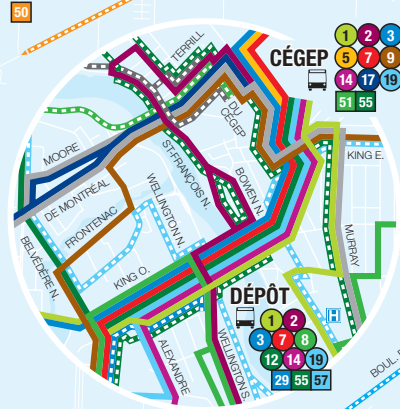 50
TERRILL
CÉGEP
1 2 3
5 7 9
14 17 19
51 55
DU CÉGEP
MOORE
KING E.
DE MONTRÉAL
ST-FRANÇOIS N.
BOWEN N.
WELLINGTON N.
FRONTENAC
MURRAY
BELVÉDÈRE N.
KING O.
DÉPÔT
1 2
3 7 8
12 14 19
29 55 57
H
ALEXANDRE
WELLINGTON S.
BOUL.